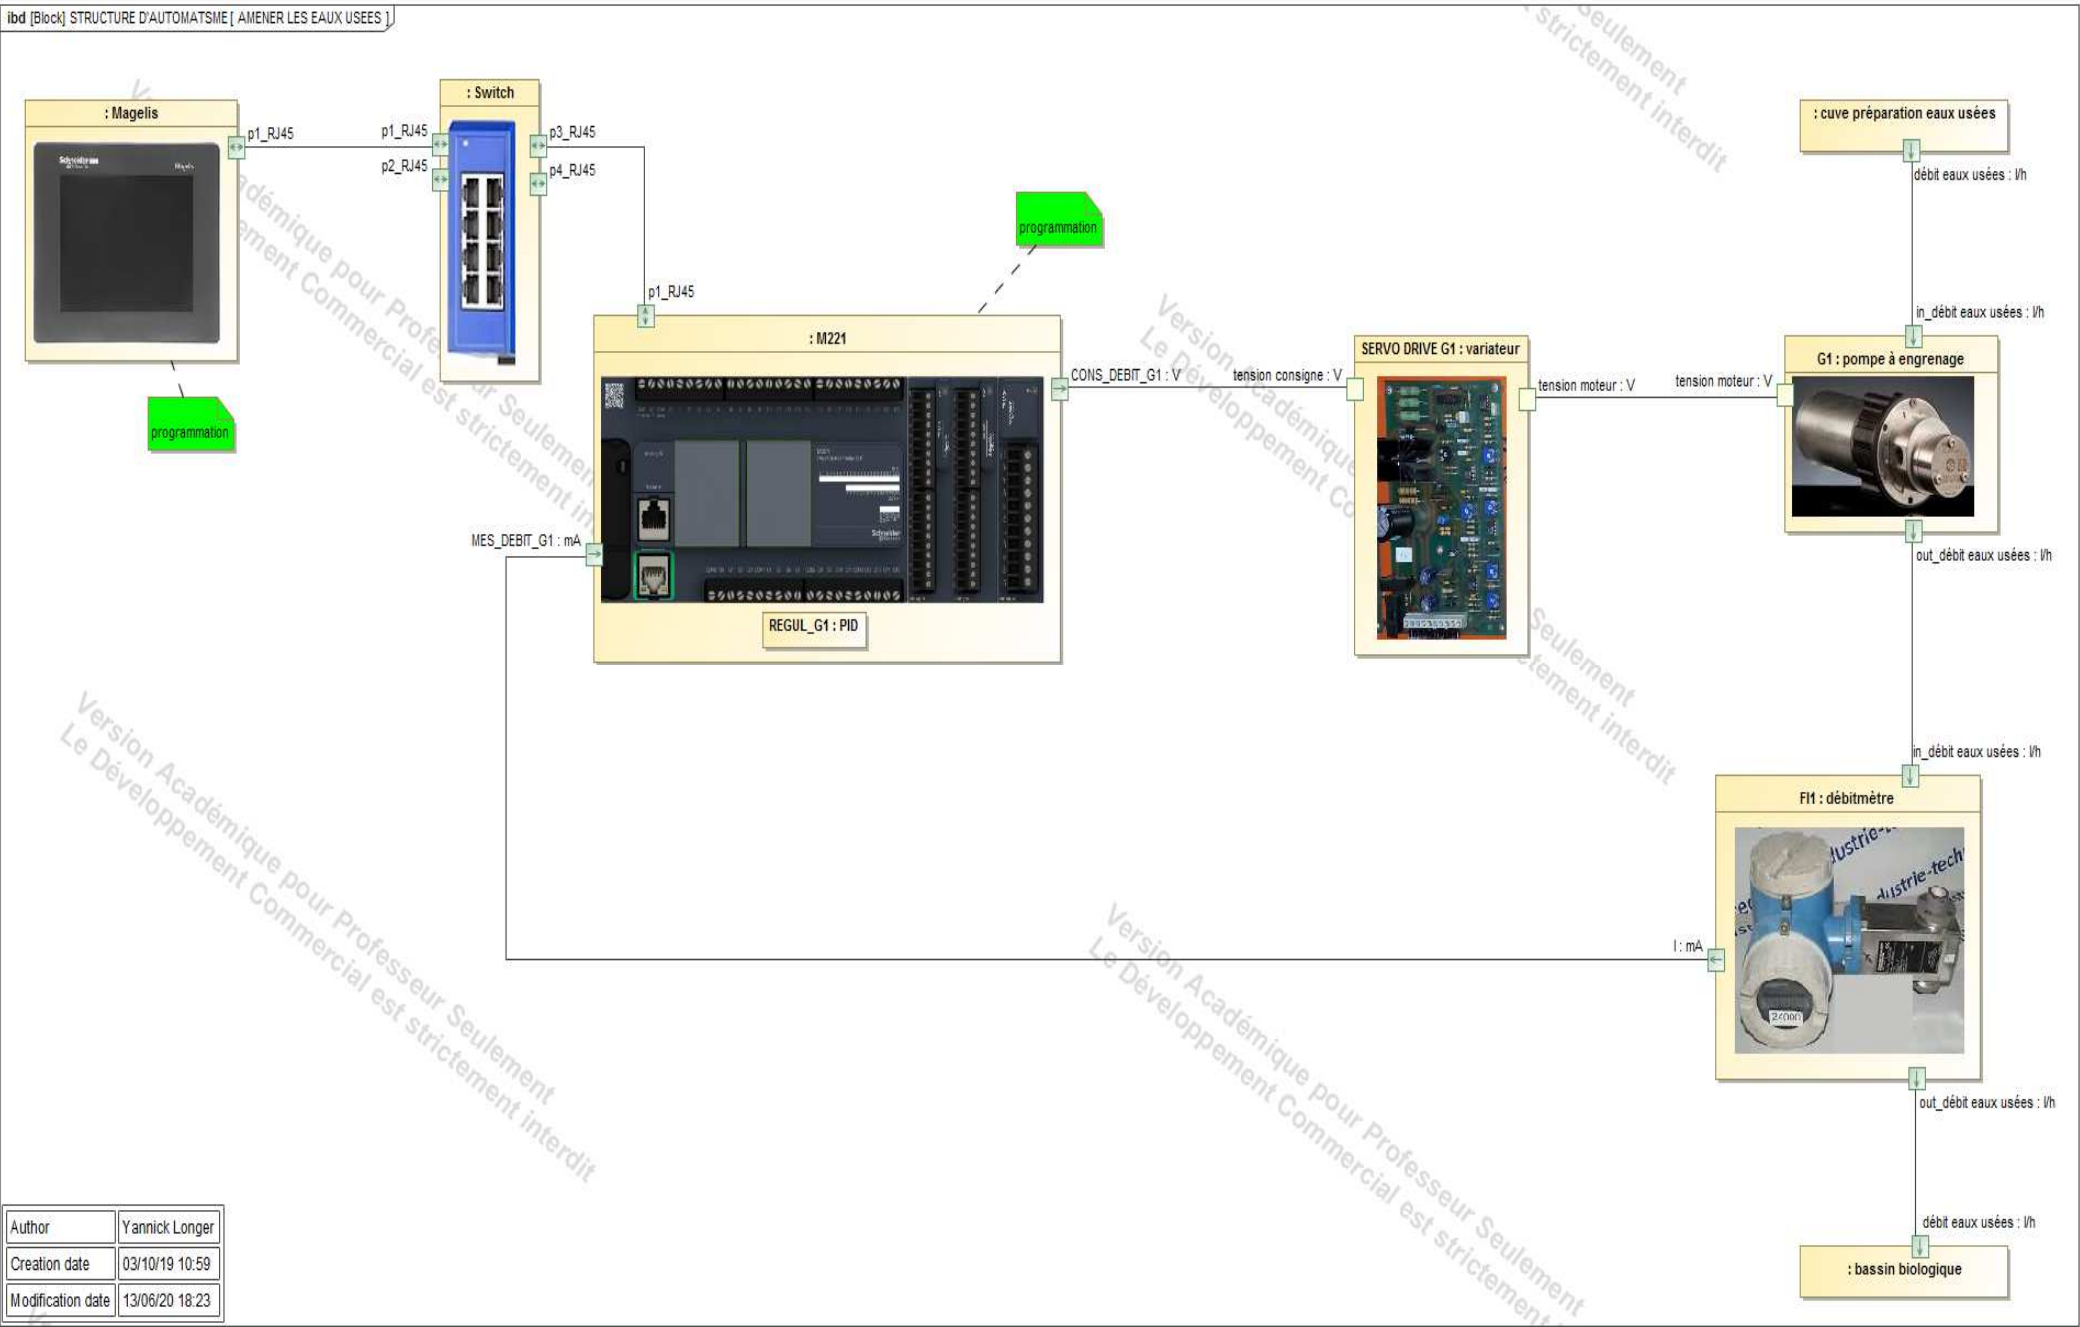 ibd [Block] STRUCTURE D'AUTOMATSME [ AMENER LES EAUX USEES ]
: Magelis
p1_RJ45
Schneider
programmation
: Switch
p1_RJ45
p2_RJ45
p3_RJ45
p4_RJ45
p1_RJ45
programmation
: M221
CONS_DEBIT_G1 : V
MES_DEBIT_G1 : mA
Schneider
REGUL_G1 : PID
tension consigne : V
SERVO DRIVE G1 : variateur
tension moteur : V
tension moteur : V
: cuve préparation eaux usées
débit eaux usées : l/h
in_débit eaux usées : l/h
G1 : pompe à engrenage
out_débit eaux usées : l/h
in_débit eaux usées : l/h
FI1 : débitmètre
dustrie-tech
I : mA
out_débit eaux usées : l/h
débit eaux usées : l/h
: bassin biologique
Author Yannick Longer
Creation date 03/10/19 10:59
Modification date 13/06/20 18:23
Version Académique pour Professeur Seulement
Le Développement Commercial est strictement interdit
Version Académique pour Professeur Seulement
Le Développement Commercial est strictement interdit